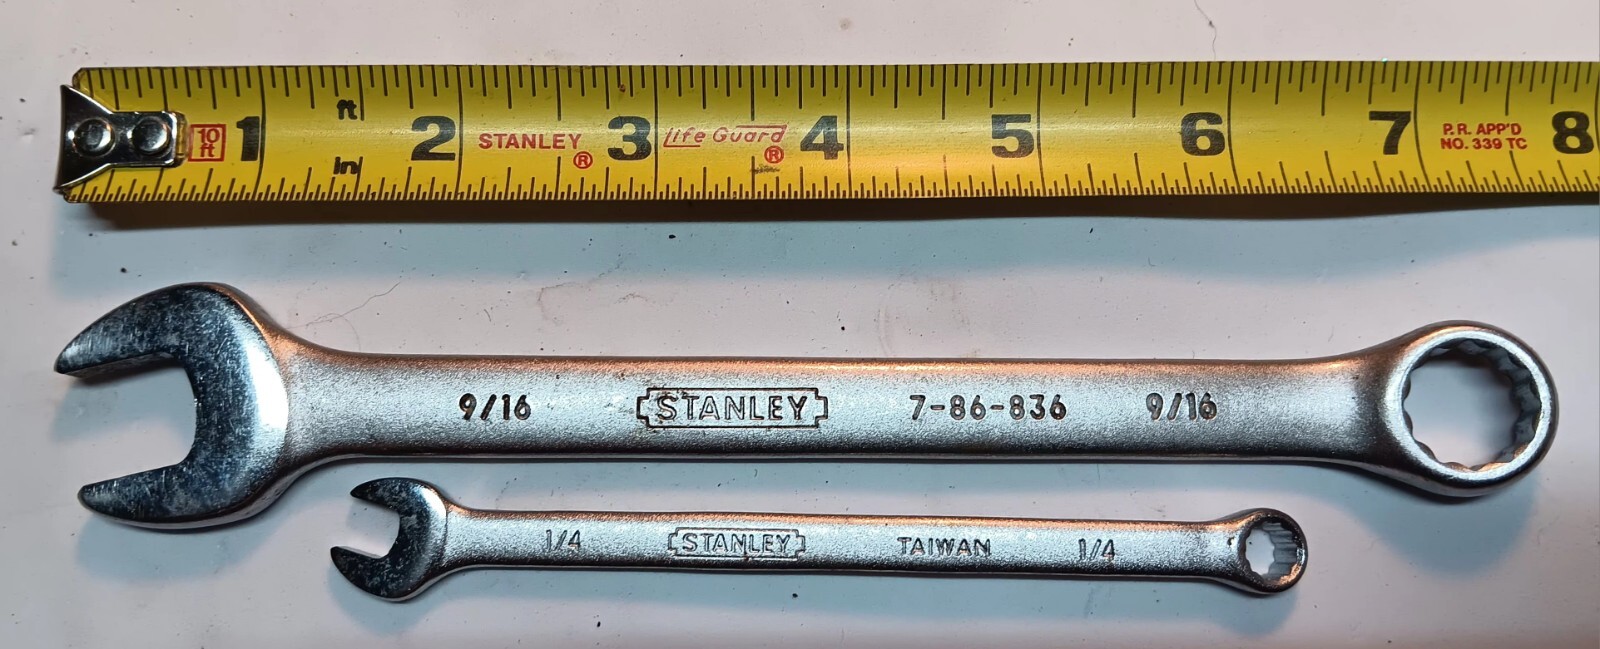 10 ft 1 ft in 2 STANLEY® 3 Life Guard® 4 5 6 7 P.R. APP'D NO. 339 TC 8
9/16 STANLEY 7-86-836 9/16
1/4 STANLEY TAIWAN 1/4